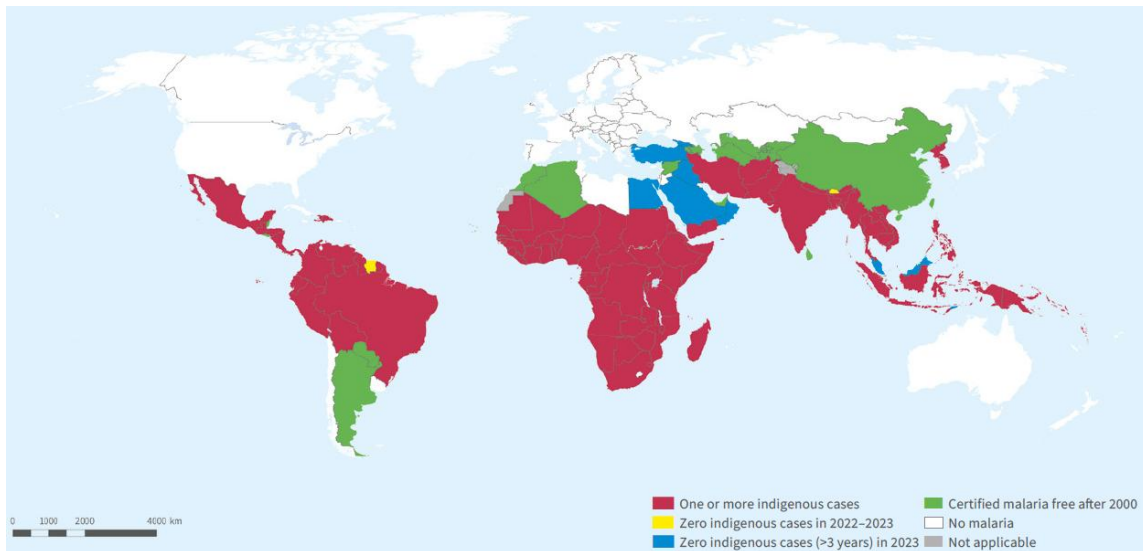 One or more indigenous cases
Zero indigenous cases in 2022–2023
Zero indigenous cases (>3 years) in 2023
Certified malaria free after 2000
No malaria
Not applicable
0 1000 2000 4000 km